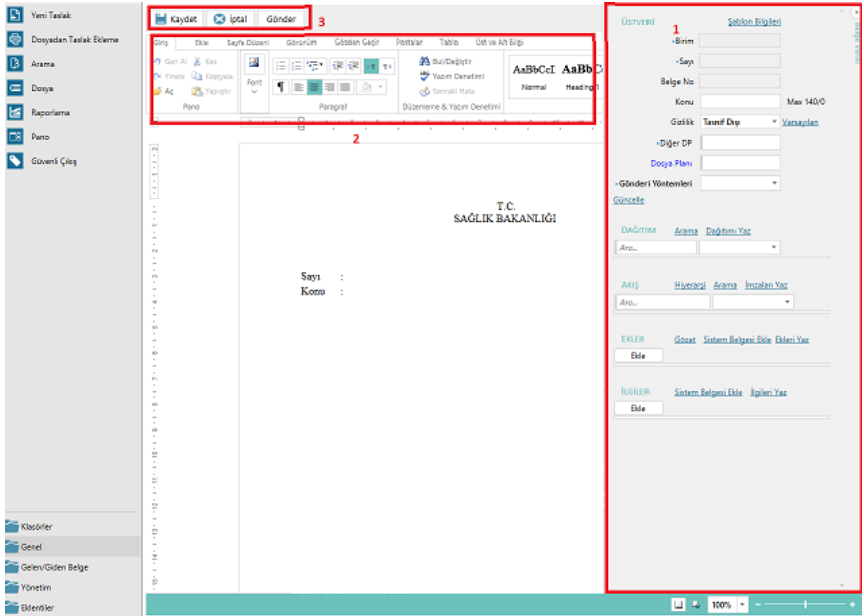 Yeni Taslak
Dosyadan Taslak Ekleme
Arama
Dosya
Raporlama
Pano
Güvenli Çıkış
Klasörler
Genel
Gelen/Giden Belge
Yönetim
Eklentiler
Kaydet İptal Gönder 3
Giriş Ekle Sayfa Düzeni Görünüm Gözden Geçir Postalar Tablo Üst ve Alt Bilgi
Geri Al Kes
Yinele Kopyala
Aç Yapıştır
Pano
Font
Paragraf
Bul/Değiştir
Yazım Denetimi
Sonraki Hata
Düzenleme & Yazım Denetimi
AaBbCcI AaBbC
Normal Heading 1
2
T.C.
SAĞLIK BAKANLIĞI
Sayı :
Konu :
ÜSTVERİ 1 Şablon Bilgileri
Birim
Sayı
Belge No
Konu Max 140/0
Gizlilik Tasnif Dışı Varsayılan
Diğer DP
Dosya Planı
Gönderi Yöntemleri
Güncelle
DAĞITIM Arama Dağıtımı Yaz
Ara...
AKIŞ Hiyerarşi Arama İmzaları Yaz
Ara...
EKLER Gözat Sistem Belgesi Ekle Ekleri Yaz
Ekle
İLGİLER Sistem Belgesi Ekle İlgileri Yaz
Ekle
100%